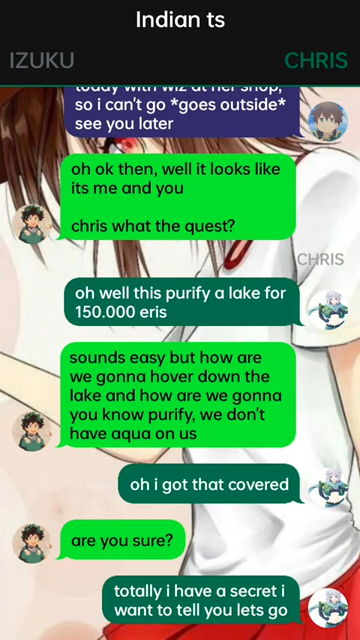 Indian ts
IZUKU
CHRIS
today with wiz at her shop,
so i can't go *goes outside*
see you later
oh ok then, well it looks like
its me and you
chris what the quest?
CHRIS
oh well this purify a lake for
150.000 eris
sounds easy but how are
we gonna hover down the
lake and how are we gonna
you know purify, we don't
have aqua on us
oh i got that covered
are you sure?
totally i have a secret i
want to tell you lets go